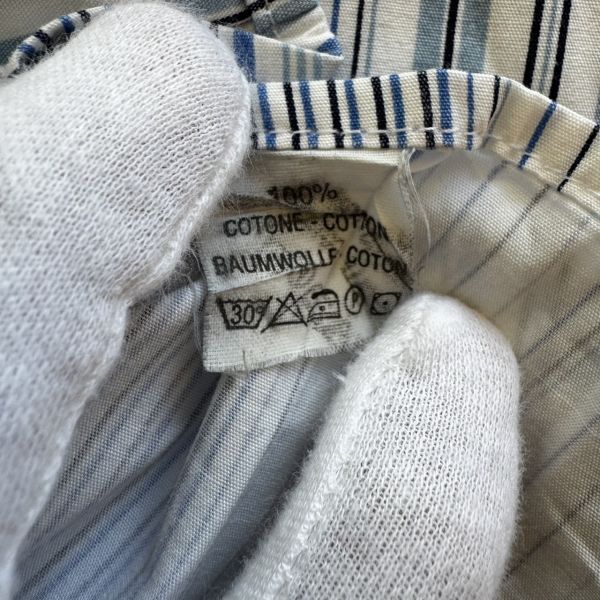 100%
COTONE - COTTON
BAUMWOLLE COTON
30° P